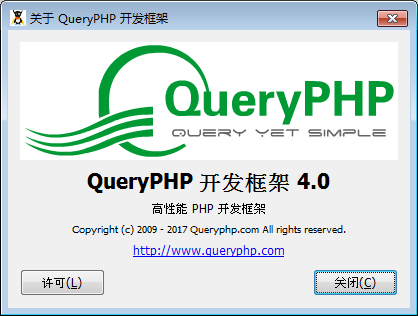 关于 QueryPHP 开发框架
QueryPHP
QUERY YET SIMPLE
QueryPHP 开发框架 4.0
高性能 PHP 开发框架
Copyright (c) 2009 - 2017 Queryphp.com All rights reserved.
http://www.queryphp.com
许可(L)
关闭(C)